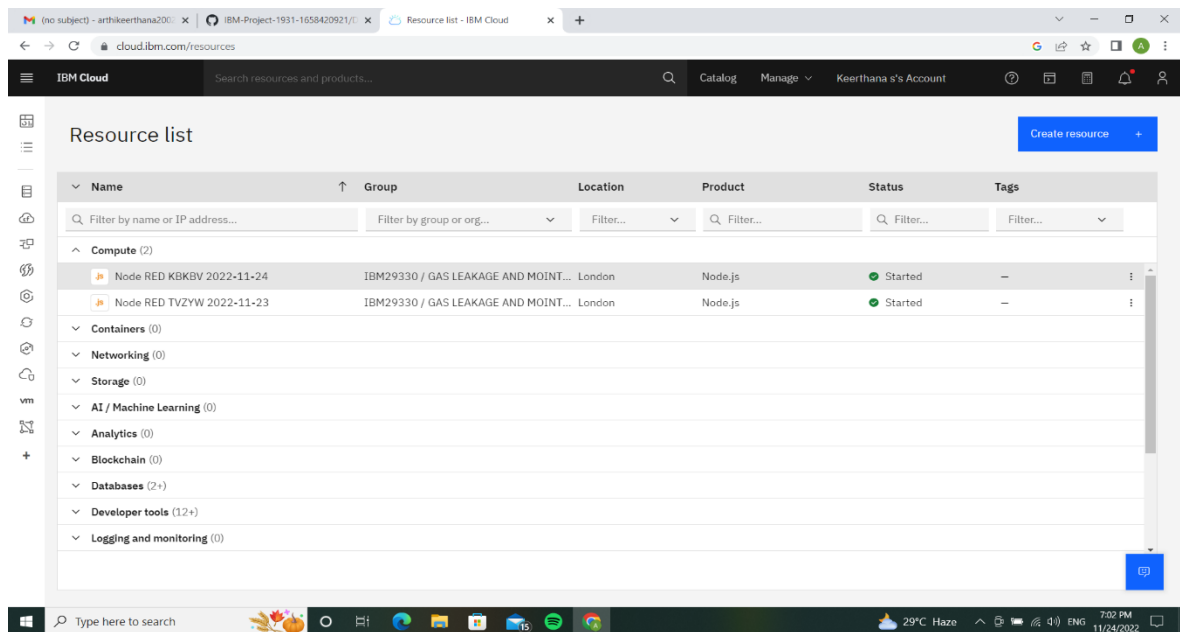 (no subject) - arthikeerthana200
IBM-Project-1931-1658420921/D
Resource list - IBM Cloud
cloud.ibm.com/resources
A
IBM Cloud
Search resources and products...
Catalog
Manage
Keerthana s's Account
Resource list
Create resource +
Name
Group
Location
Product
Status
Tags
Filter by name or IP address...
Filter by group or org...
Filter...
Filter...
Filter...
Filter...
Compute (2)
Node RED KBKBV 2022-11-24
IBM29330 / GAS LEAKAGE AND MOINT...
London
Node.js
Started
–
Node RED TVZYW 2022-11-23
IBM29330 / GAS LEAKAGE AND MOINT...
London
Node.js
Started
–
Containers (0)
Networking (0)
Storage (0)
vm
AI / Machine Learning (0)
Analytics (0)
Blockchain (0)
Databases (2+)
Developer tools (12+)
Logging and monitoring (0)
Type here to search
15
29°C Haze
ENG
7:02 PM
11/24/2022